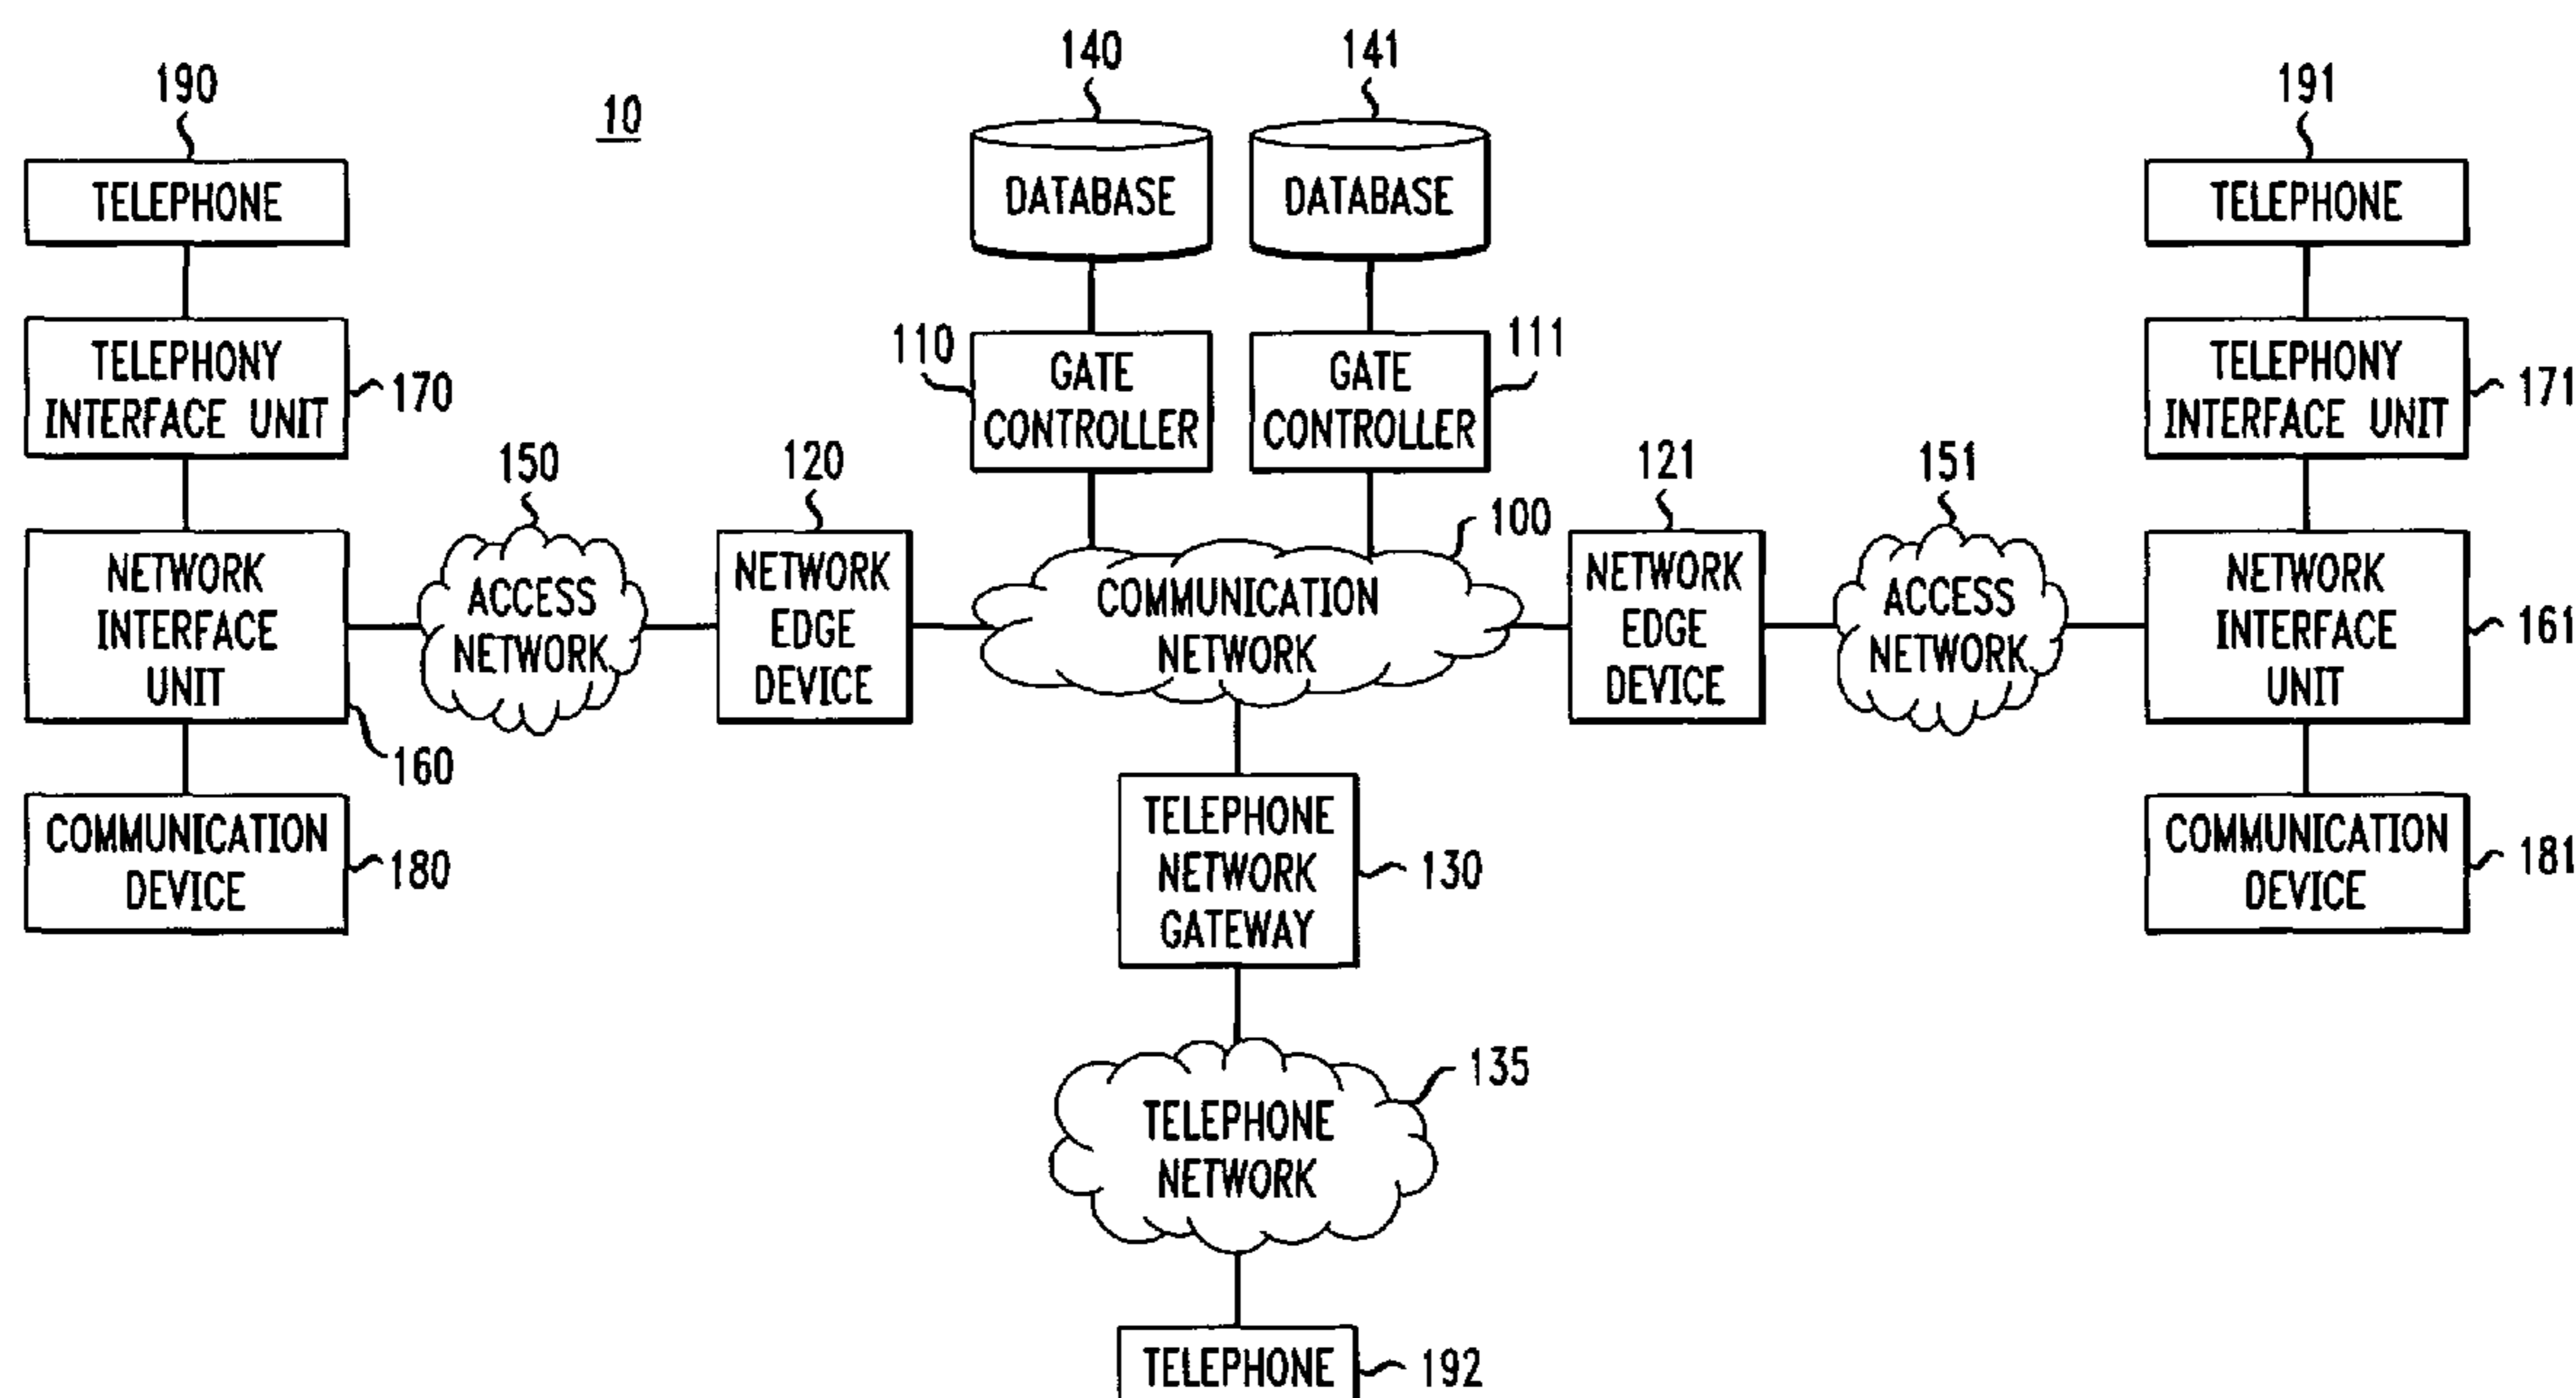 140
141
190
10
191
DATABASE
DATABASE
TELEPHONE
TELEPHONE
110
GATE
CONTROLLER
GATE
CONTROLLER
111
TELEPHONY
INTERFACE UNIT
170
TELEPHONY
INTERFACE UNIT
171
150
120
121
151
100
NETWORK
INTERFACE
UNIT
160
ACCESS
NETWORK
NETWORK
EDGE
DEVICE
COMMUNICATION
NETWORK
NETWORK
EDGE
DEVICE
ACCESS
NETWORK
NETWORK
INTERFACE
UNIT
161
COMMUNICATION
DEVICE
180
TELEPHONE
NETWORK
GATEWAY
130
COMMUNICATION
DEVICE
181
TELEPHONE
NETWORK
135
TELEPHONE
192